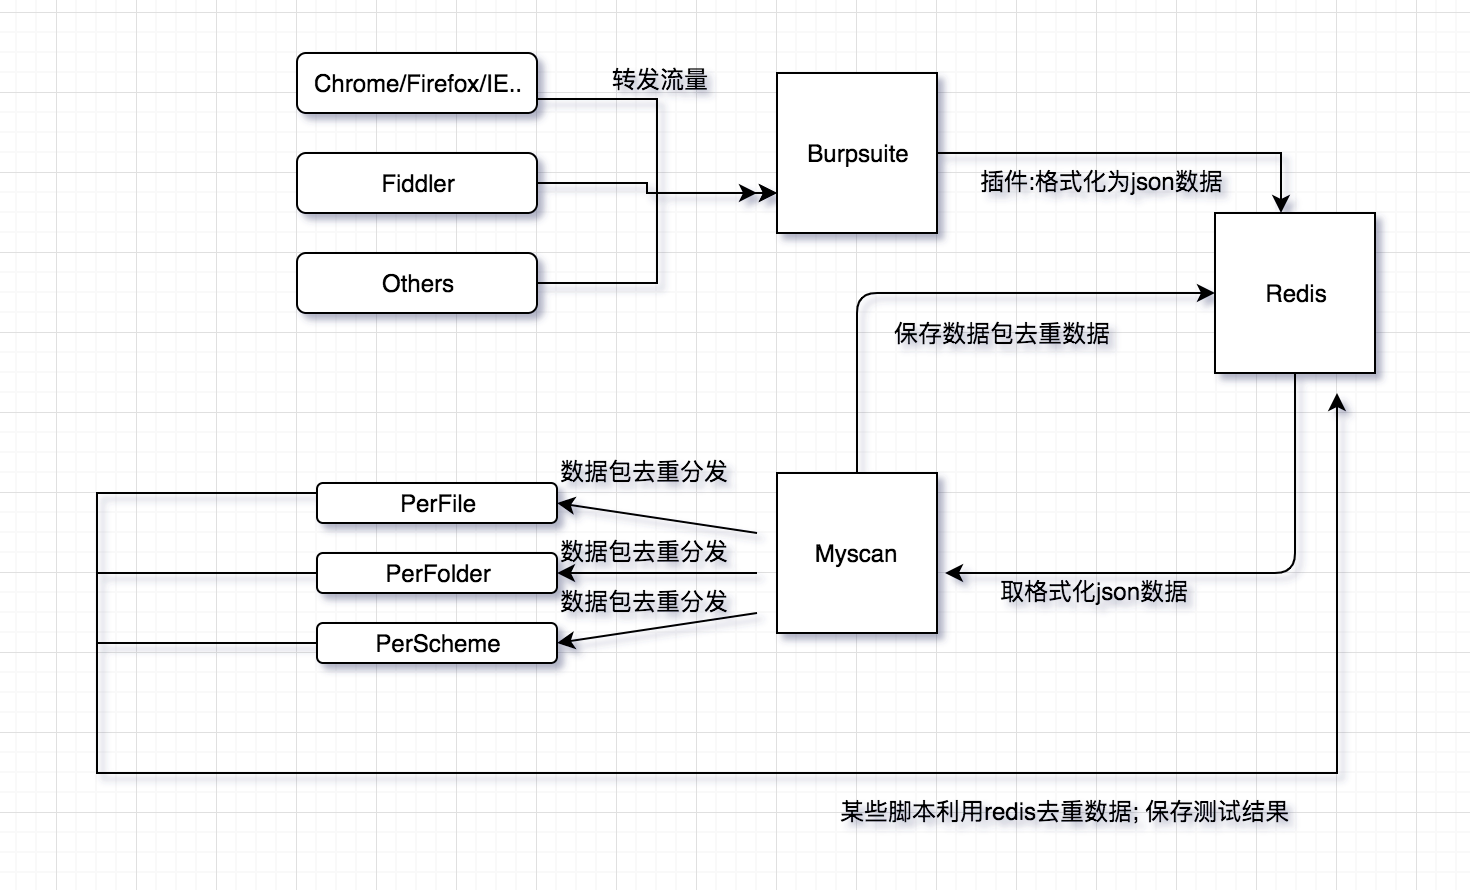 Chrome/Firefox/IE..
转发流量
Burpsuite
Fiddler
插件:格式化为json数据
Others
Redis
保存数据包去重数据
数据包去重分发
PerFile
数据包去重分发
Myscan
PerFolder
取格式化json数据
数据包去重分发
PerScheme
某些脚本利用redis去重数据; 保存测试结果